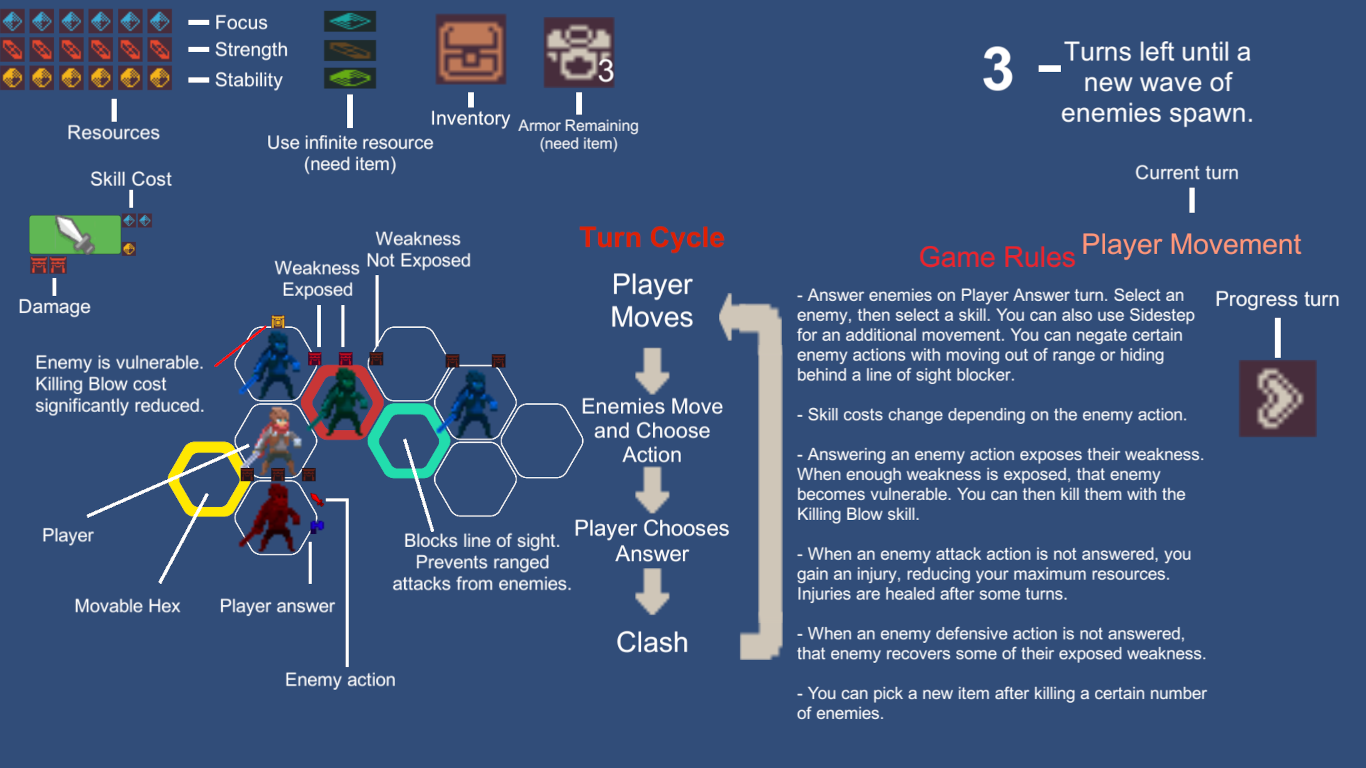 Focus
Strength
Stability
Resources
Use infinite resource
(need item)
Inventory
3
Armor Remaining
(need item)
3
Turns left until a
new wave of
enemies spawn.
Skill Cost
Damage
Current turn
Player Movement
Progress turn
Weakness
Exposed
Weakness
Not Exposed
Enemy is vulnerable.
Killing Blow cost
significantly reduced.
Player
Movable Hex
Player answer
Enemy action
Blocks line of sight.
Prevents ranged
attacks from enemies.
Turn Cycle
Player
Moves
Enemies Move
and Choose
Action
Player Chooses
Answer
Clash
Game Rules
- Answer enemies on Player Answer turn. Select an
enemy, then select a skill. You can also use Sidestep
for an additional movement. You can negate certain
enemy actions with moving out of range or hiding
behind a line of sight blocker.
- Skill costs change depending on the enemy action.
- Answering an enemy action exposes their weakness.
When enough weakness is exposed, that enemy
becomes vulnerable. You can then kill them with the
Killing Blow skill.
- When an enemy attack action is not answered, you
gain an injury, reducing your maximum resources.
Injuries are healed after some turns.
- When an enemy defensive action is not answered,
that enemy recovers some of their exposed weakness.
- You can pick a new item after killing a certain number
of enemies.